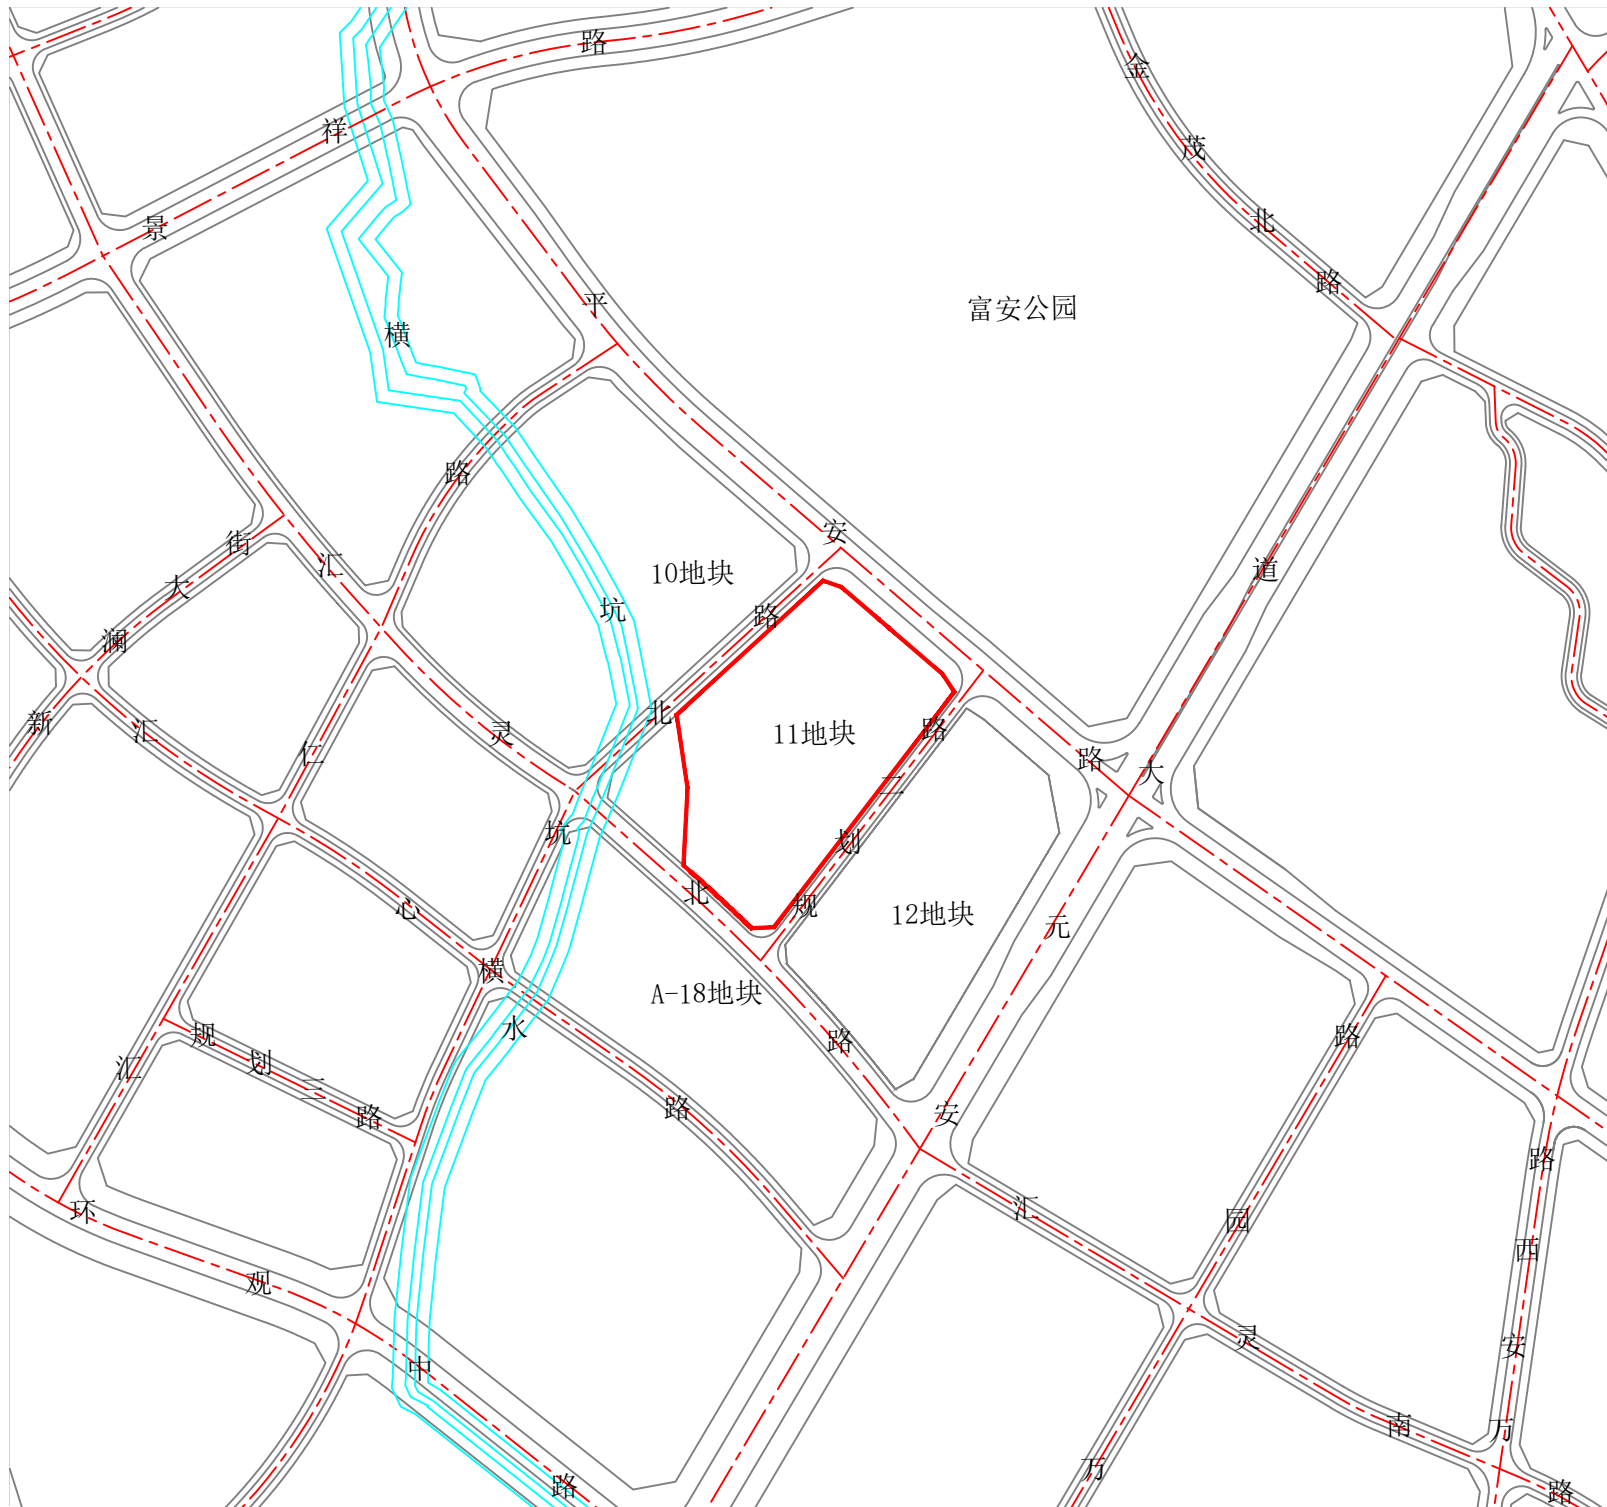 景祥路
金茂北路
富安公园
平安路
横坑水
10地块
11地块
12地块
A-18地块
新澜大街
汇仁路
汇灵北路
横坑北路
规划二路
安元大道
汇心路
规划三路
环观中路
汇灵南路
万园路
万安西路